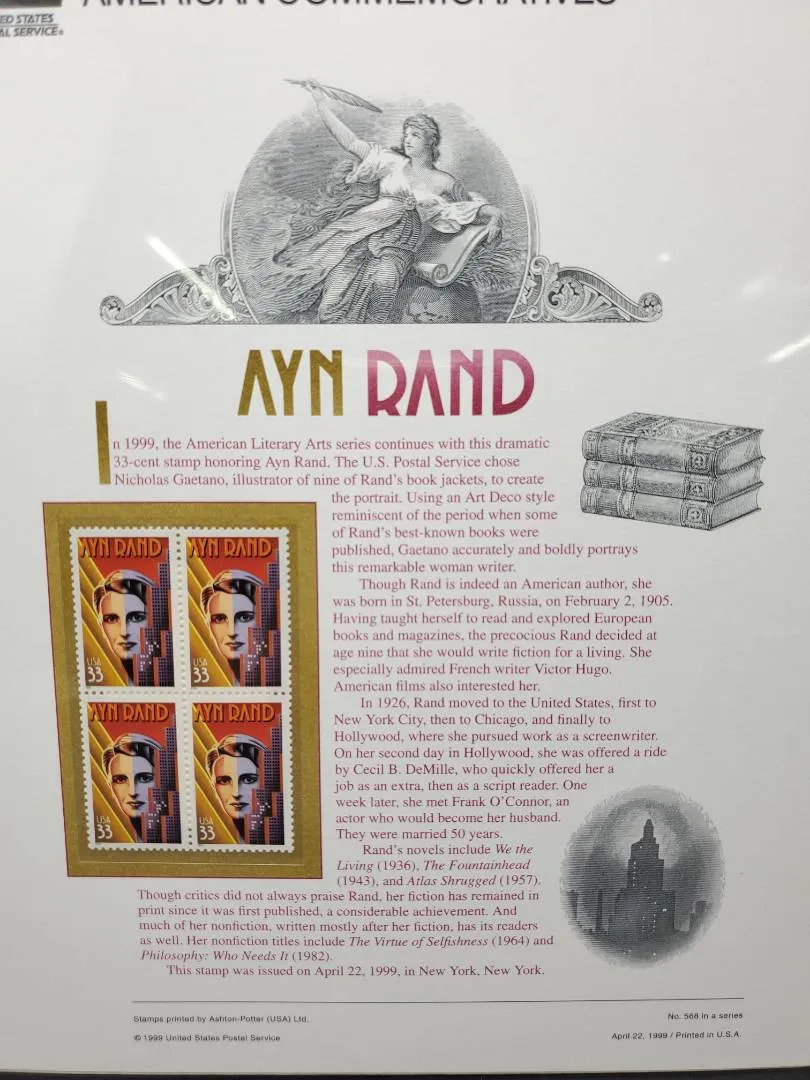 AMERICAN COMMEMORATIVES
ED STATES
AL SERVICE®
AYN RAND
In 1999, the American Literary Arts series continues with this dramatic
33-cent stamp honoring Ayn Rand. The U.S. Postal Service chose
Nicholas Gaetano, illustrator of nine of Rand's book jackets, to create
the portrait. Using an Art Deco style
reminiscent of the period when some
of Rand's best-known books were
published, Gaetano accurately and boldly portrays
this remarkable woman writer.
Though Rand is indeed an American author, she
was born in St. Petersburg, Russia, on February 2, 1905.
Having taught herself to read and explored European
books and magazines, the precocious Rand decided at
age nine that she would write fiction for a living. She
especially admired French writer Victor Hugo.
American films also interested her.
In 1926, Rand moved to the United States, first to
New York City, then to Chicago, and finally to
Hollywood, where she pursued work as a screenwriter.
On her second day in Hollywood, she was offered a ride
by Cecil B. DeMille, who quickly offered her a
job as an extra, then as a script reader. One
week later, she met Frank O'Connor, an
actor who would become her husband.
They were married 50 years.
Rand's novels include We the
Living (1936), The Fountainhead
(1943), and Atlas Shrugged (1957).
Though critics did not always praise Rand, her fiction has remained in
print since it was first published, a considerable achievement. And
much of her nonfiction, written mostly after her fiction, has its readers
as well. Her nonfiction titles include The Virtue of Selfishness (1964) and
Philosophy: Who Needs It (1982).
This stamp was issued on April 22, 1999, in New York, New York.
AYN RAND
USA
33
AYN RAND
USA
33
AYN RAND
USA
33
AYN RAND
USA
33
Stamps printed by Ashton-Potter (USA) Ltd.
© 1999 United States Postal Service
No. 568 in a series
April 22, 1999 / Printed in U.S.A.